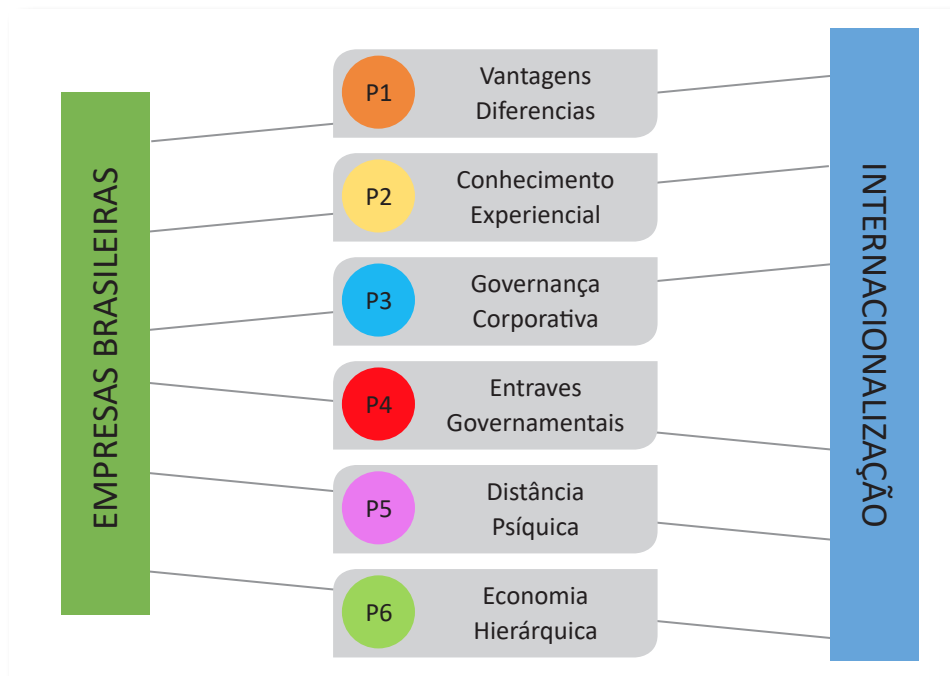 EMPRESAS BRASILEIRAS
P1
Vantagens
Diferencias
P2
Conhecimento
Experiencial
P3
Governança
Corporativa
P4
Entraves
Governamentais
P5
Distância
Psíquica
P6
Economia
Hierárquica
INTERNACIONALIZAÇÃO